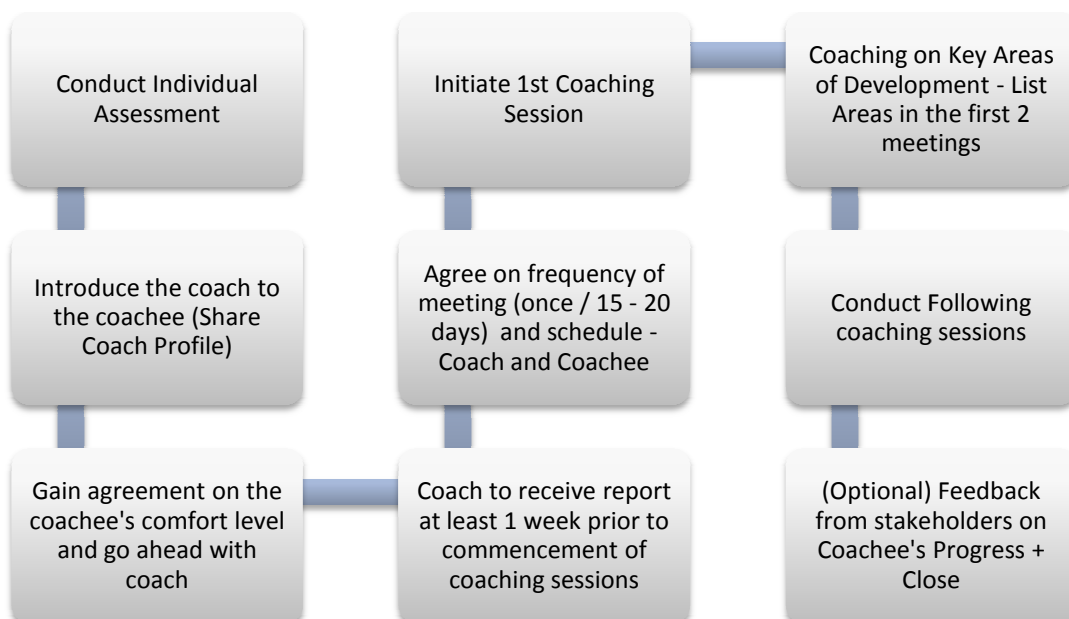 Conduct Individual
Assessment
Introduce the coach to
the coachee (Share
Coach Profile)
Gain agreement on the
coachee's comfort level
and go ahead with
coach
Coach to receive report
at least 1 week prior to
commencement of
coaching sessions
Agree on frequency of
meeting (once / 15 - 20
days)  and schedule -
Coach and Coachee
Initiate 1st Coaching
Session
Coaching on Key Areas
of Development - List
Areas in the first 2
meetings
Conduct Following
coaching sessions
(Optional) Feedback
from stakeholders on
Coachee's Progress +
Close